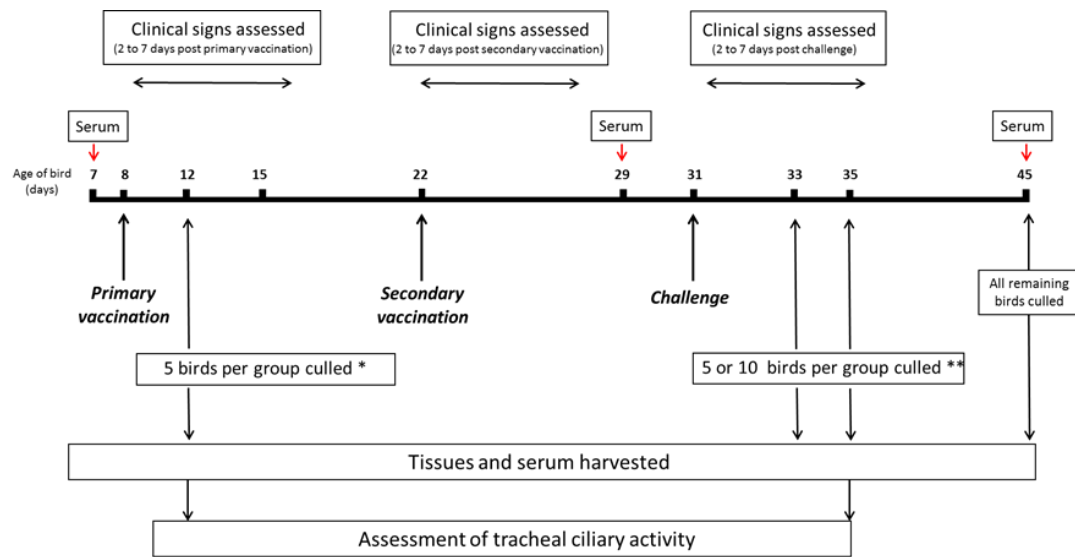 Clinical signs assessed
(2 to 7 days post primary vaccination)
Clinical signs assessed
(2 to 7 days post secondary vaccination)
Clinical signs assessed
(2 to 7 days post challenge)
Serum
Serum
Serum
Age of bird
(days)
7 8 12 15 22 29 31 33 35 45
Primary
vaccination
Secondary
vaccination
Challenge
All remaining
birds culled
5 birds per group culled *
5 or 10 birds per group culled **
Tissues and serum harvested
Assessment of tracheal ciliary activity